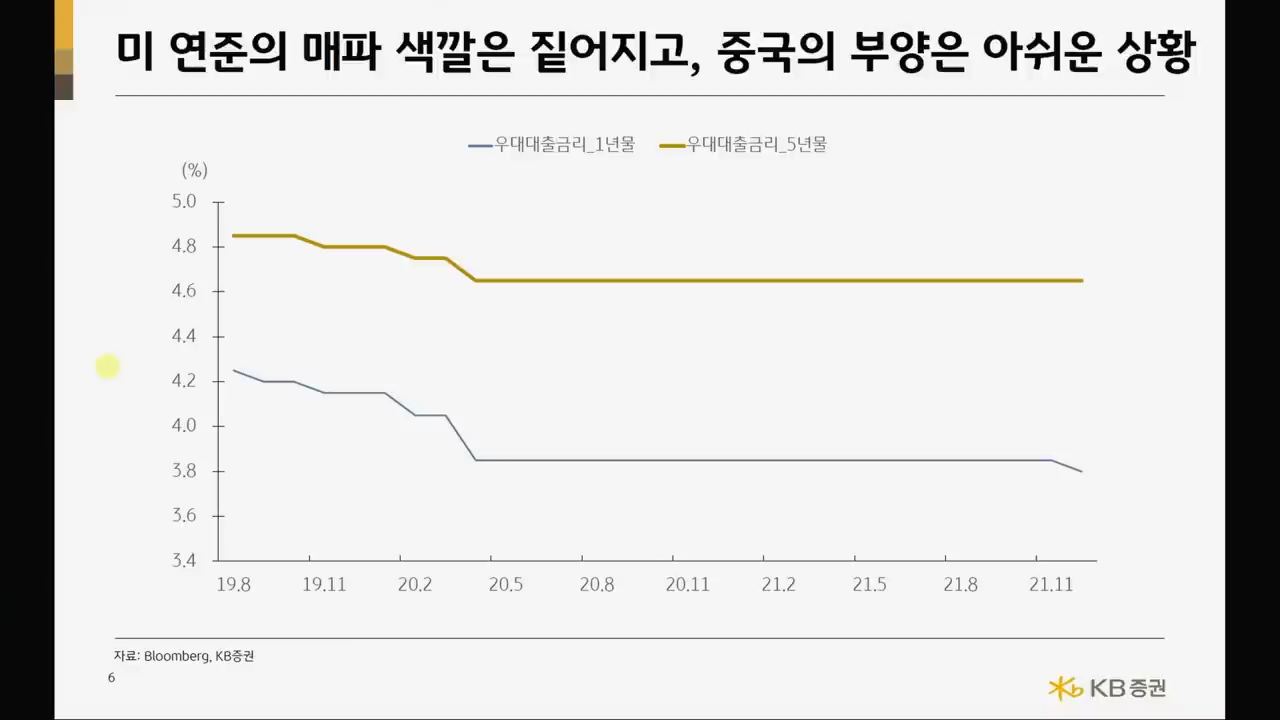 미 연준의 매파 색깔은 짙어지고, 중국의 부양은 아쉬운 상황
우대대출금리_1년물 우대대출금리_5년물
(%)
5.0
4.8
4.6
4.4
4.2
4.0
3.8
3.6
3.4
19.8 19.11 20.2 20.5 20.8 20.11 21.2 21.5 21.8 21.11
자료: Bloomberg, KB증권
6
KB증권